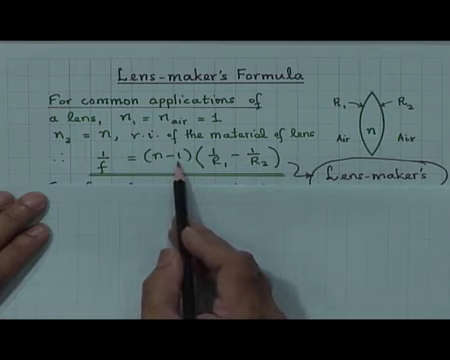 Lens-maker's Formula
For common applications of
a lens, n₁ = n air = 1
n₂ = n, r.i. of the material of lens
∴ 1/f = (n-1)(1/R₁ - 1/R₂)
R₁ R₂
n
Air Air
Lens-maker's